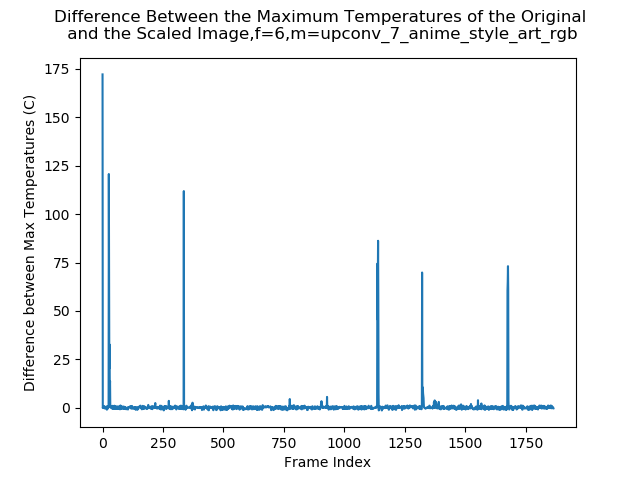 Difference Between the Maximum Temperatures of the Original
and the Scaled Image,f=6,m=upconv_7_anime_style_art_rgb
Difference between Max Temperatures (C)
175
150
125
100
75
50
25
0
0 250 500 750 1000 1250 1500 1750
Frame Index